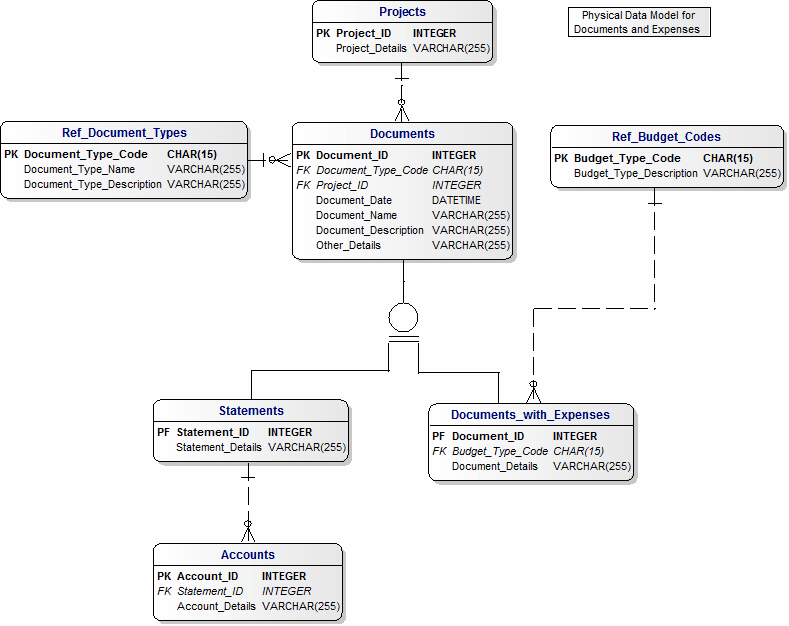 Projects
PK Project_ID INTEGER
Project_Details VARCHAR(255)
Physical Data Model for
Documents and Expenses
Ref_Document_Types
PK Document_Type_Code CHAR(15)
Document_Type_Name VARCHAR(255)
Document_Type_Description VARCHAR(255)
Documents
PK Document_ID INTEGER
FK Document_Type_Code CHAR(15)
FK Project_ID INTEGER
Document_Date DATETIME
Document_Name VARCHAR(255)
Document_Description VARCHAR(255)
Other_Details VARCHAR(255)
Ref_Budget_Codes
PK Budget_Type_Code CHAR(15)
Budget_Type_Description VARCHAR(255)
Statements
PF Statement_ID INTEGER
Statement_Details VARCHAR(255)
Documents_with_Expenses
PF Document_ID INTEGER
FK Budget_Type_Code CHAR(15)
Document_Details VARCHAR(255)
Accounts
PK Account_ID INTEGER
FK Statement_ID INTEGER
Account_Details VARCHAR(255)